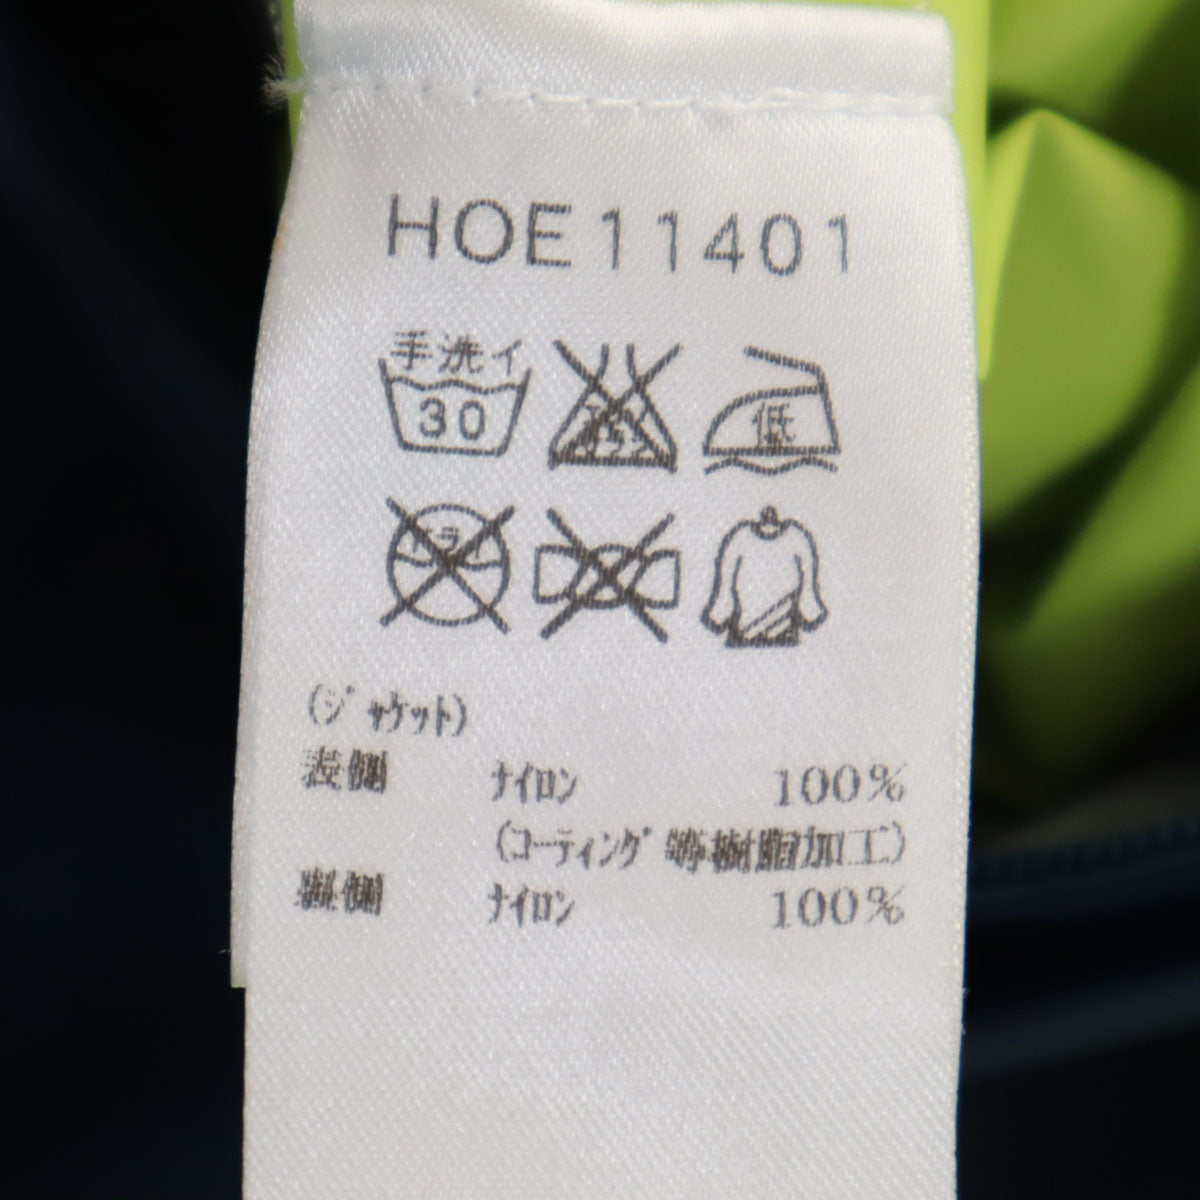 HOE11401
手洗イ
30
低
(ジャケット)
表側 ナイロン 100%
(コーティング等樹脂加工)
裏側 ナイロン 100%